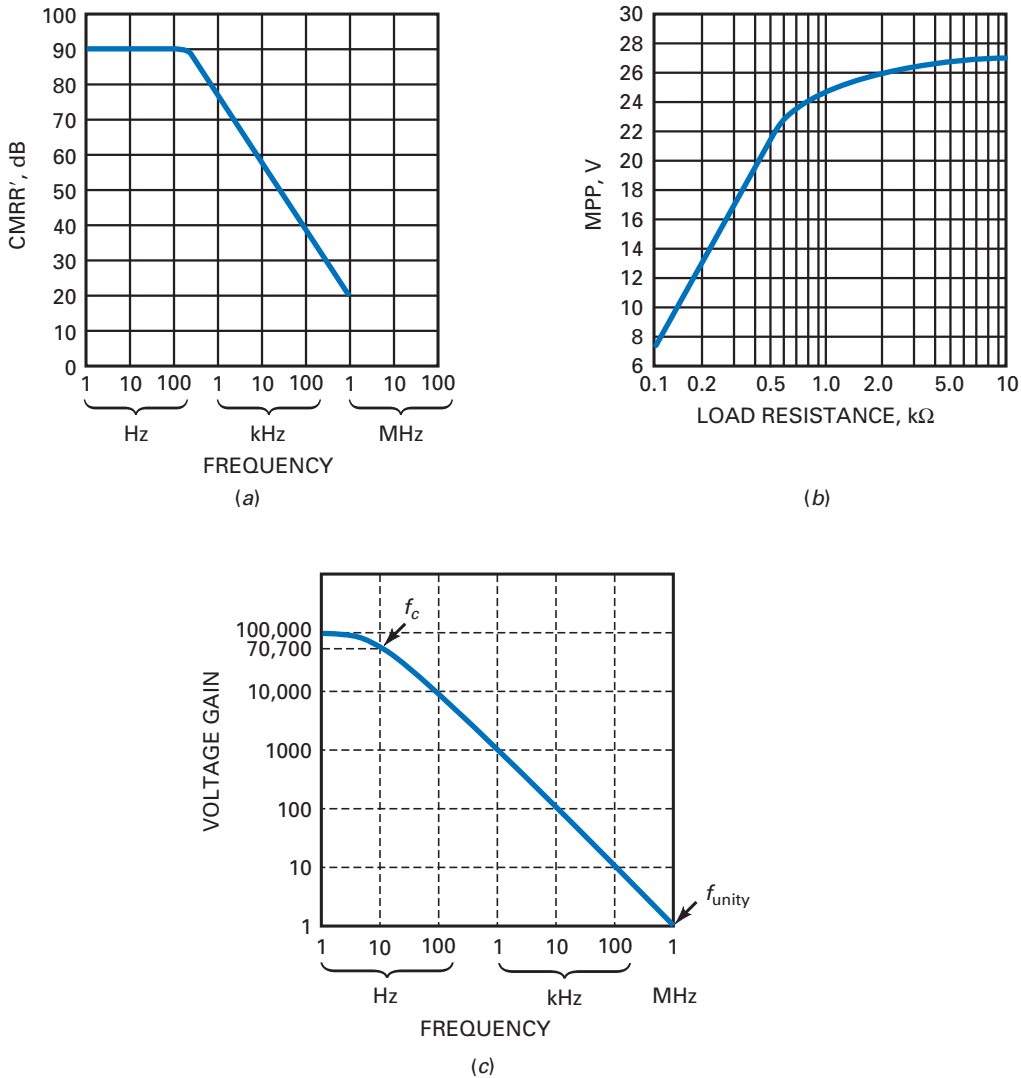 100
90
80
70
60
50
40
30
20
10
0
CMRR′, dB
1 10 100 1 10 100 1 100
Hz kHz MHz
FREQUENCY
(a)
30
28
26
24
22
20
18
16
14
12
10
8
6
MPP, V
0.1 0.2 0.5 1.0 2.0 5.0 10
LOAD RESISTANCE, kΩ
(b)
100,000
70,700
10,000
1000
100
10
1
VOLTAGE GAIN
fc
funity
1 10 100 1 10 100 1
Hz kHz MHz
FREQUENCY
(c)